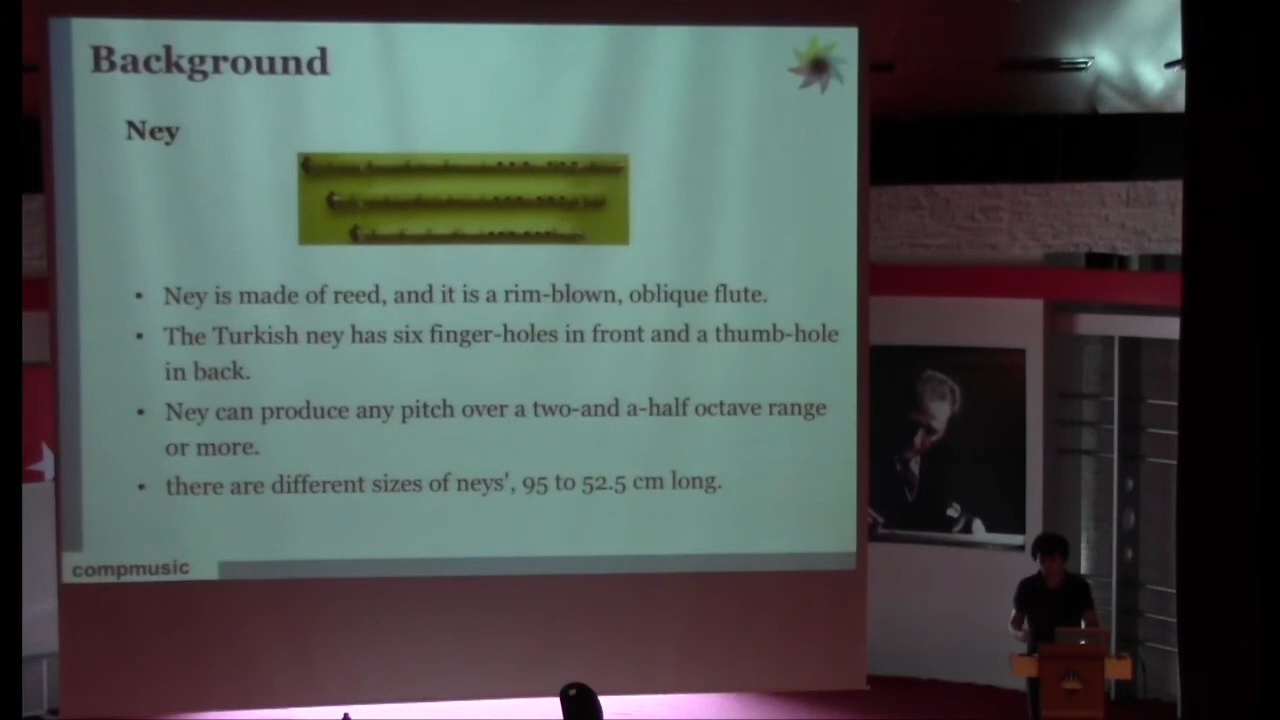 Background
Ney
• Ney is made of reed, and it is a rim-blown, oblique flute.
• The Turkish ney has six finger-holes in front and a thumb-hole
in back.
• Ney can produce any pitch over a two-and a-half octave range
or more.
• there are different sizes of neys', 95 to 52.5 cm long.
compmusic